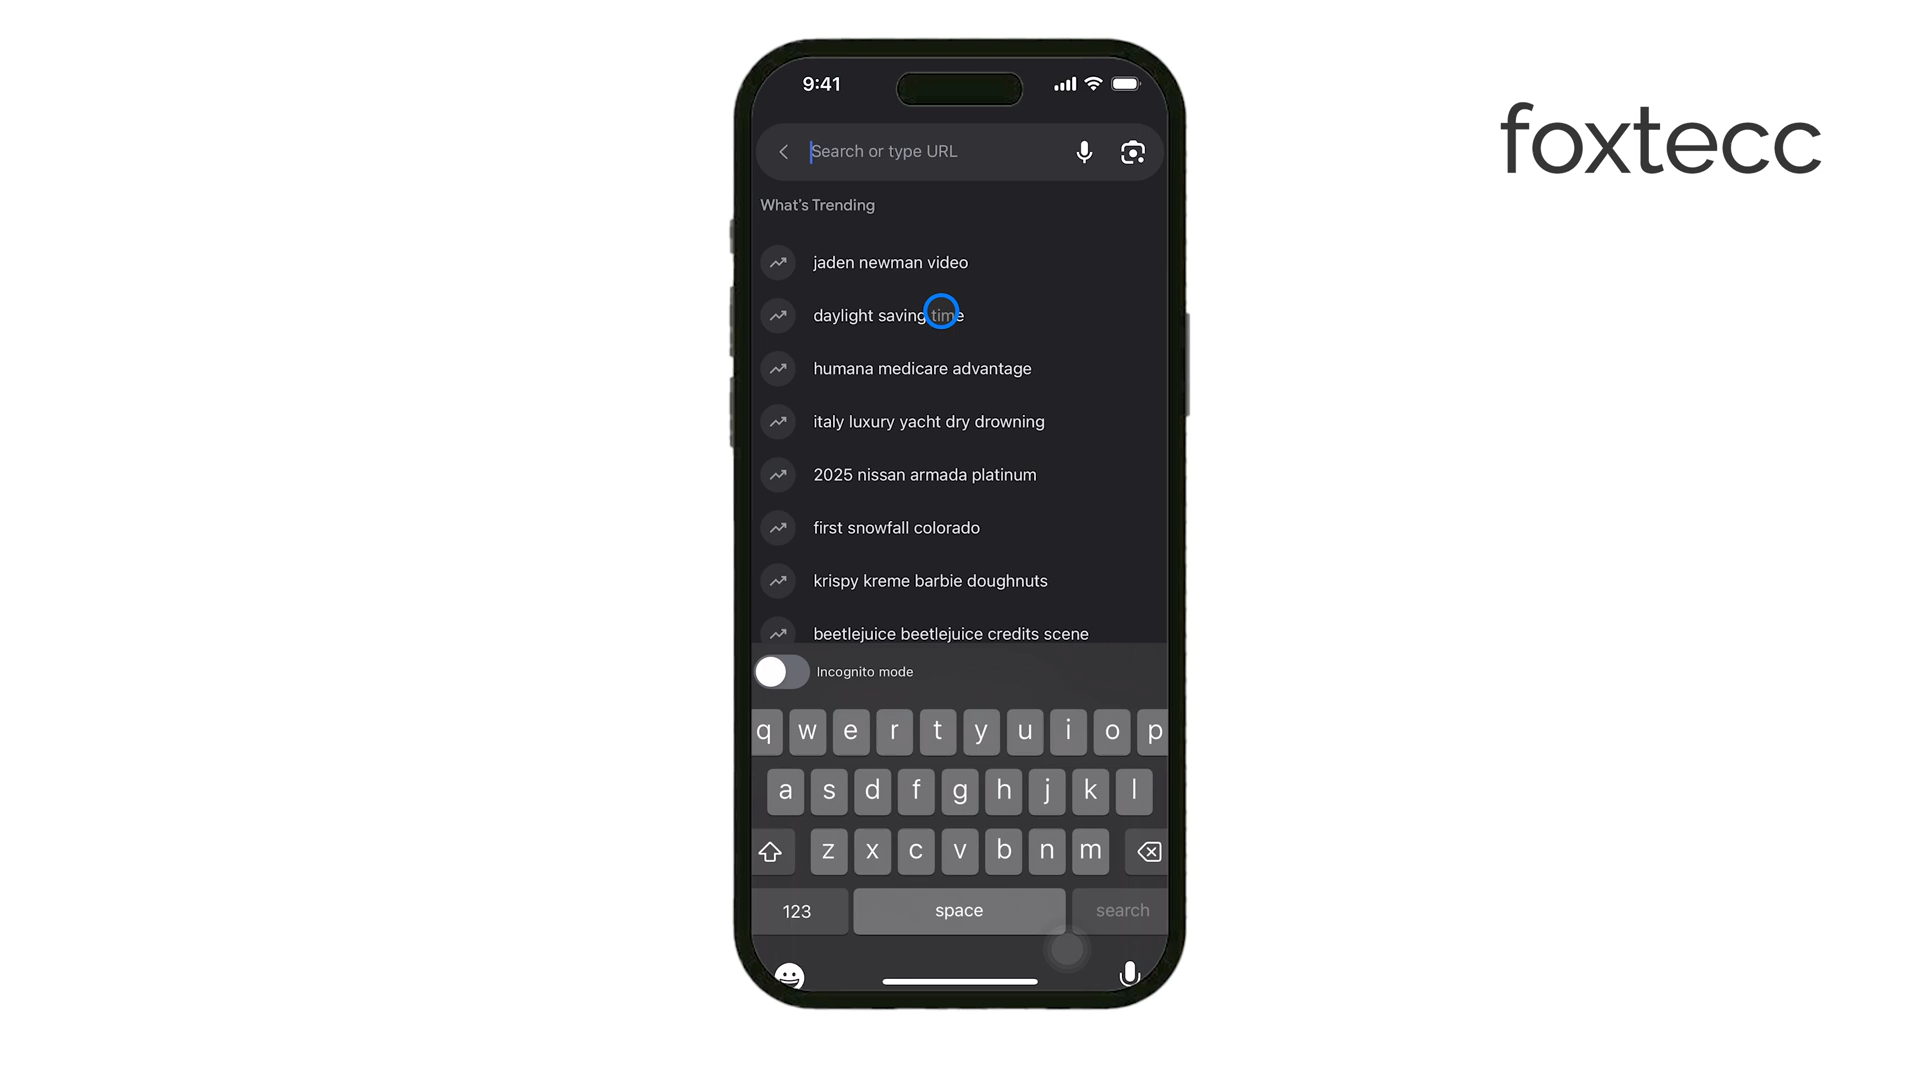 foxtecc
9:41
Search or type URL
What's Trending
jaden newman video
daylight saving time
humana medicare advantage
italy luxury yacht dry drowning
2025 nissan armada platinum
first snowfall colorado
krispy kreme barbie doughnuts
beetlejuice beetlejuice credits scene
Incognito mode
q w e r t y u i o p
a s d f g h j k l
z x c v b n m
123 space search